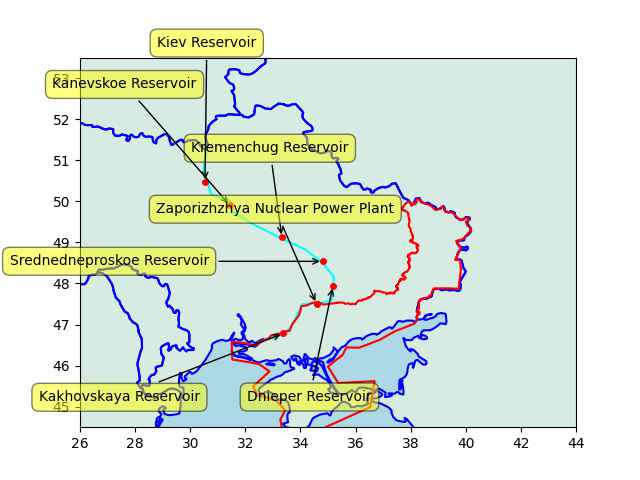 Kiev Reservoir
Kanevskoe Reservoir
Kremenchug Reservoir
Zaporizhzhya Nuclear Power Plant
Srednedneproskoe Reservoir
Kakhovskaya Reservoir
Dnieper Reservoir
53
52
51
50
49
48
47
46
45
26 28 30 32 34 36 38 40 42 44